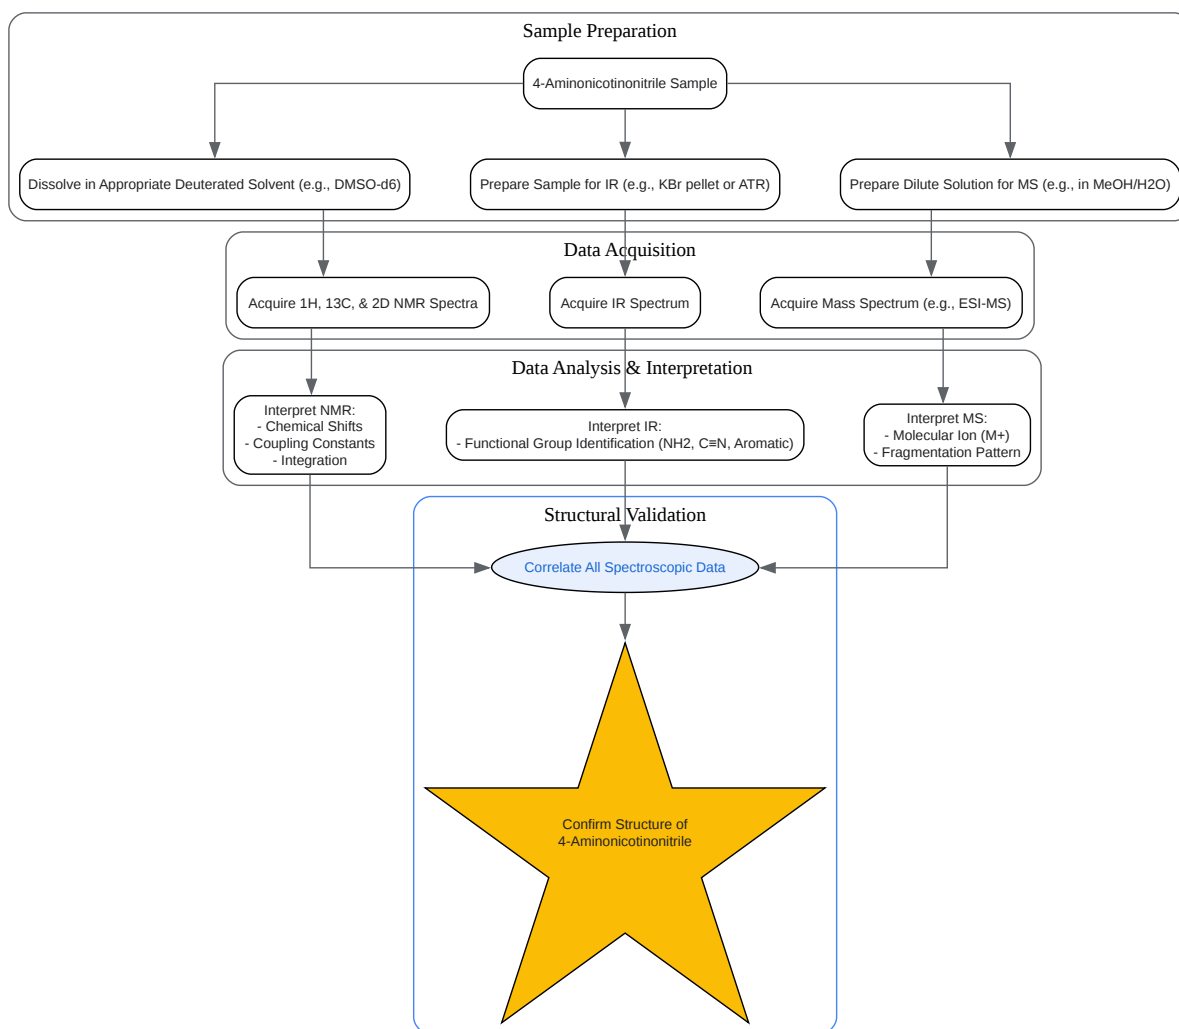 Sample Preparation
4-Aminonicotinonitrile Sample
Dissolve in Appropriate Deuterated Solvent (e.g., DMSO-d6)
Prepare Sample for IR (e.g., KBr pellet or ATR)
Prepare Dilute Solution for MS (e.g., in MeOH/H2O)
Data Acquisition
Acquire 1H, 13C, & 2D NMR Spectra
Acquire IR Spectrum
Acquire Mass Spectrum (e.g., ESI-MS)
Data Analysis & Interpretation
Interpret NMR:
- Chemical Shifts
- Coupling Constants
- Integration
Interpret IR:
- Functional Group Identification (NH2, C≡N, Aromatic)
Interpret MS:
- Molecular Ion (M+)
- Fragmentation Pattern
Structural Validation
Correlate All Spectroscopic Data
Confirm Structure of
4-Aminonicotinonitrile